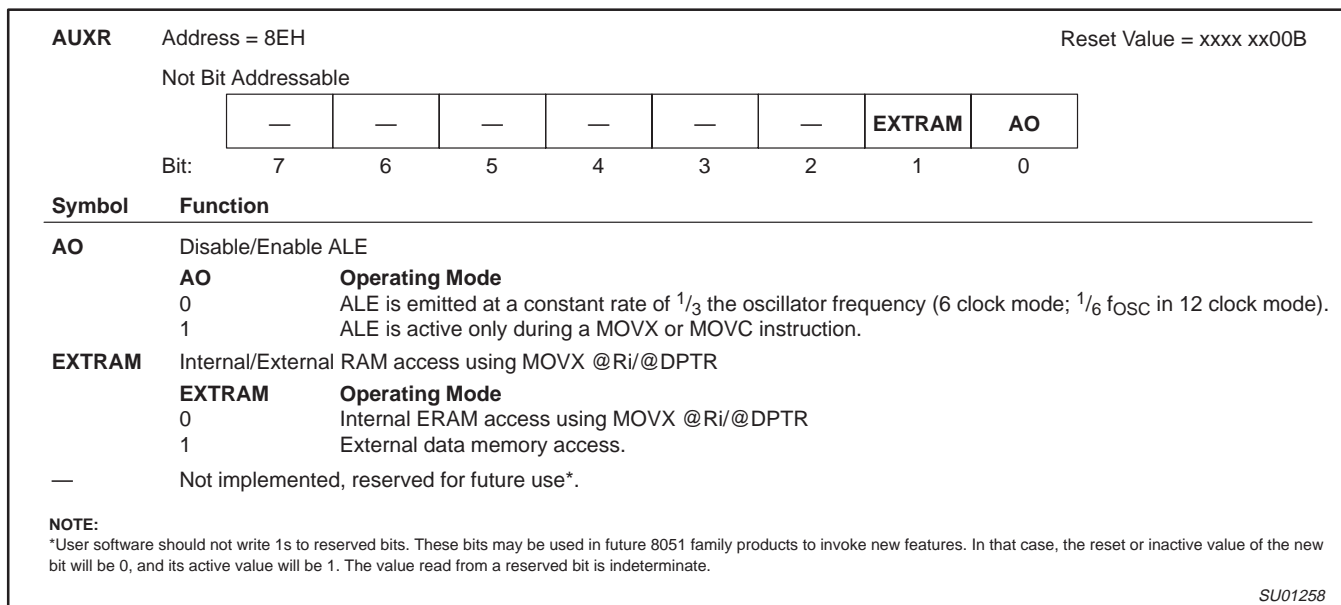 AUXR Address = 8EH Reset Value = xxxx xx00B
Not Bit Addressable
— — — — — — EXTRAM AO
Bit: 7 6 5 4 3 2 1 0
Symbol Function
AO Disable/Enable ALE
AO Operating Mode
0 ALE is emitted at a constant rate of 1/3 the oscillator frequency (6 clock mode; 1/6 fOSC in 12 clock mode).
1 ALE is active only during a MOVX or MOVC instruction.
EXTRAM Internal/External RAM access using MOVX @Ri/@DPTR
EXTRAM Operating Mode
0 Internal ERAM access using MOVX @Ri/@DPTR
1 External data memory access.
— Not implemented, reserved for future use*.
NOTE:
*User software should not write 1s to reserved bits. These bits may be used in future 8051 family products to invoke new features. In that case, the reset or inactive value of the new
bit will be 0, and its active value will be 1. The value read from a reserved bit is indeterminate.
SU01258